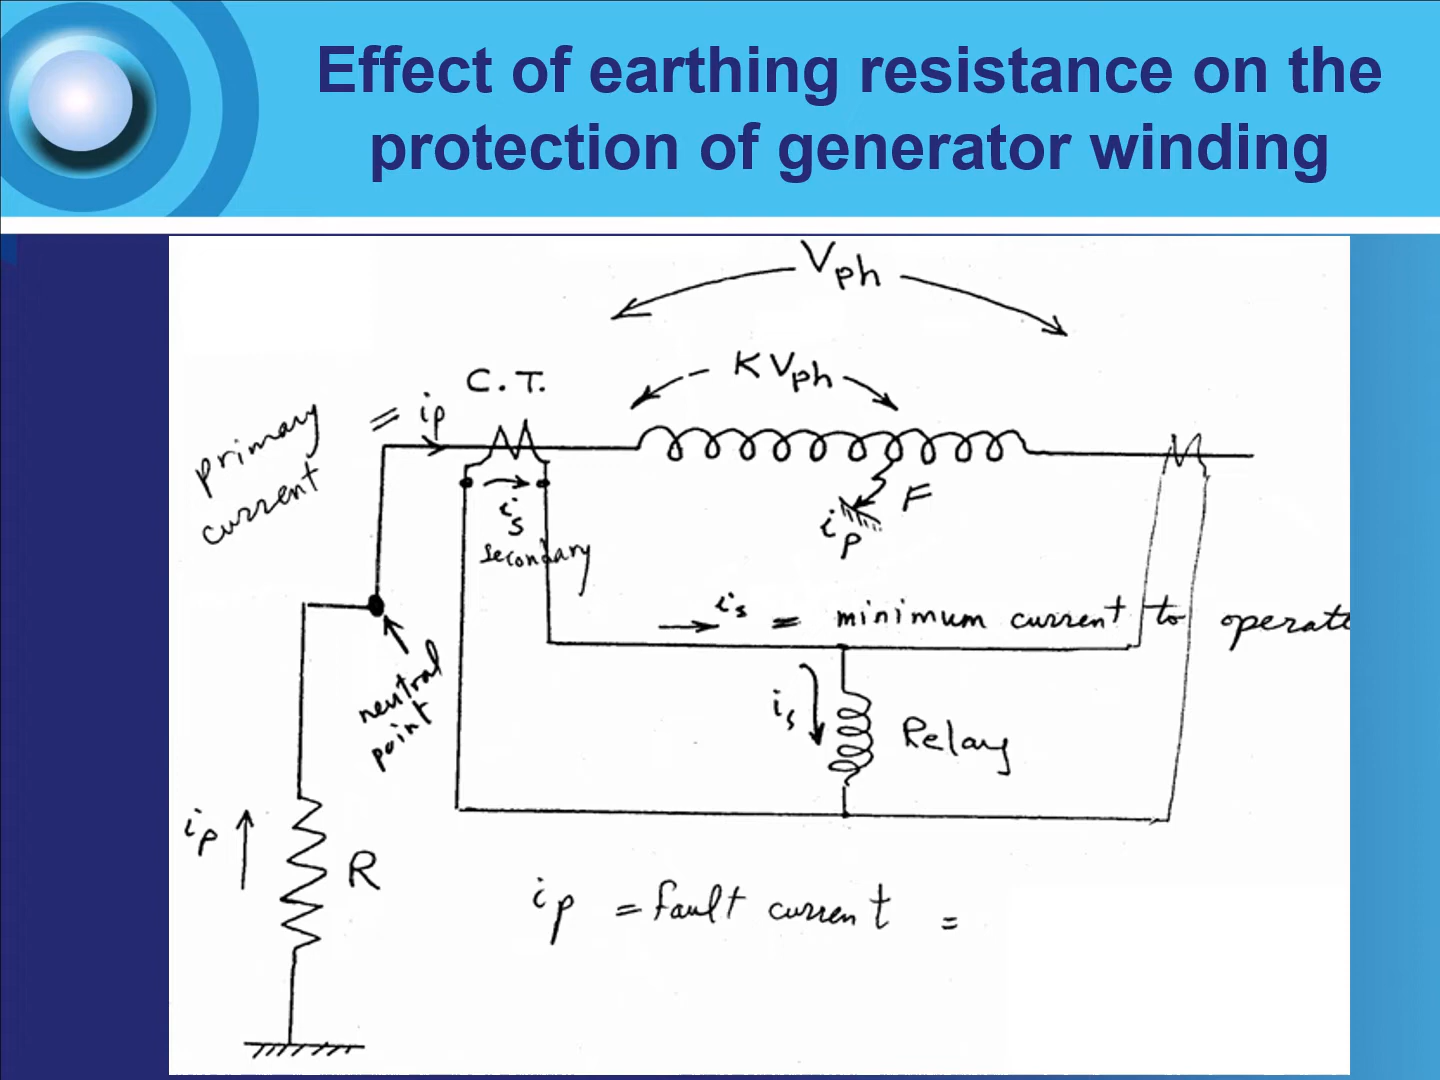 Effect of earthing resistance on the
protection of generator winding
Vph
K Vph
C.T.
primary current = ip
is
secondary
F
ip
is = minimum current to operate
neutral
point
is
Relay
ip
R
ip = fault current =